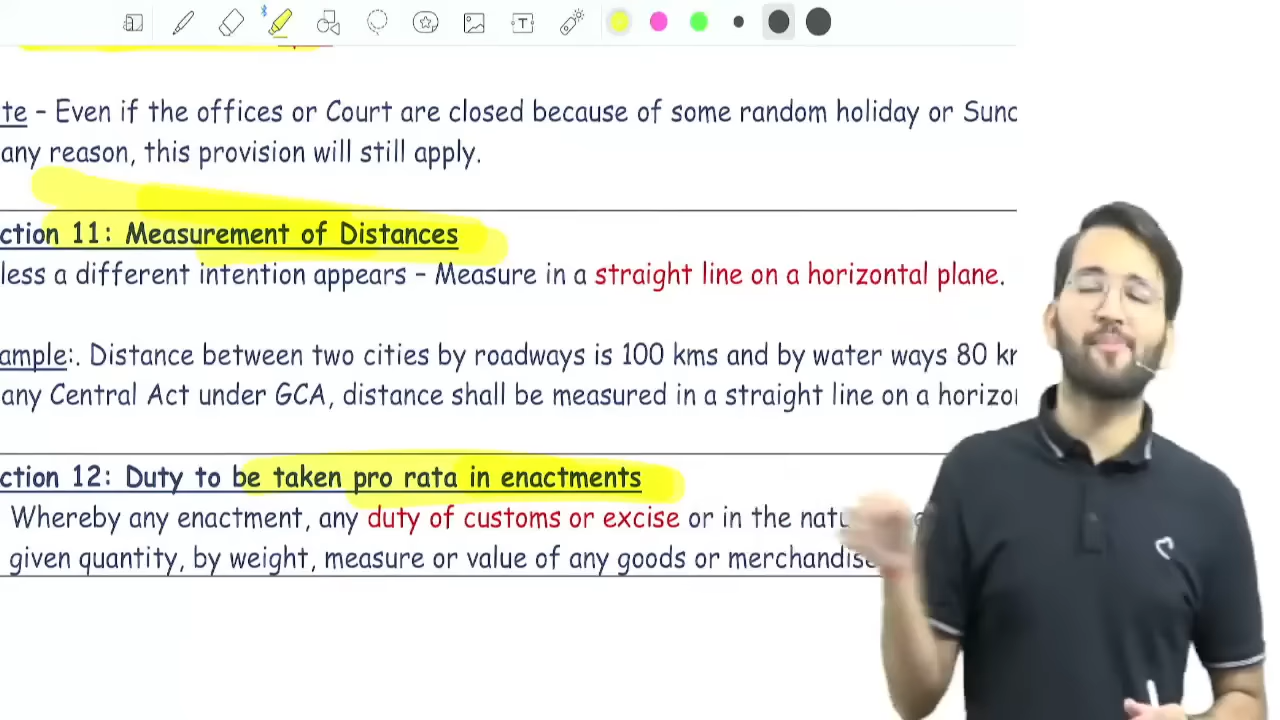 te – Even if the offices or Court are closed because of some random holiday or
any reason, this provision will still apply.
ction 11: Measurement of Distances
less a different intention appears – Measure in a straight line on a horizontal plane.
ample:. Distance between two cities by roadways is 100 kms and by water ways 80
any Central Act under GCA, distance shall be measured in a straight line on a
ction 12: Duty to be taken pro rata in enactments
Whereby any enactment, any duty of customs or excise or in the
given quantity, by weight, measure or value of any goods or merchandise